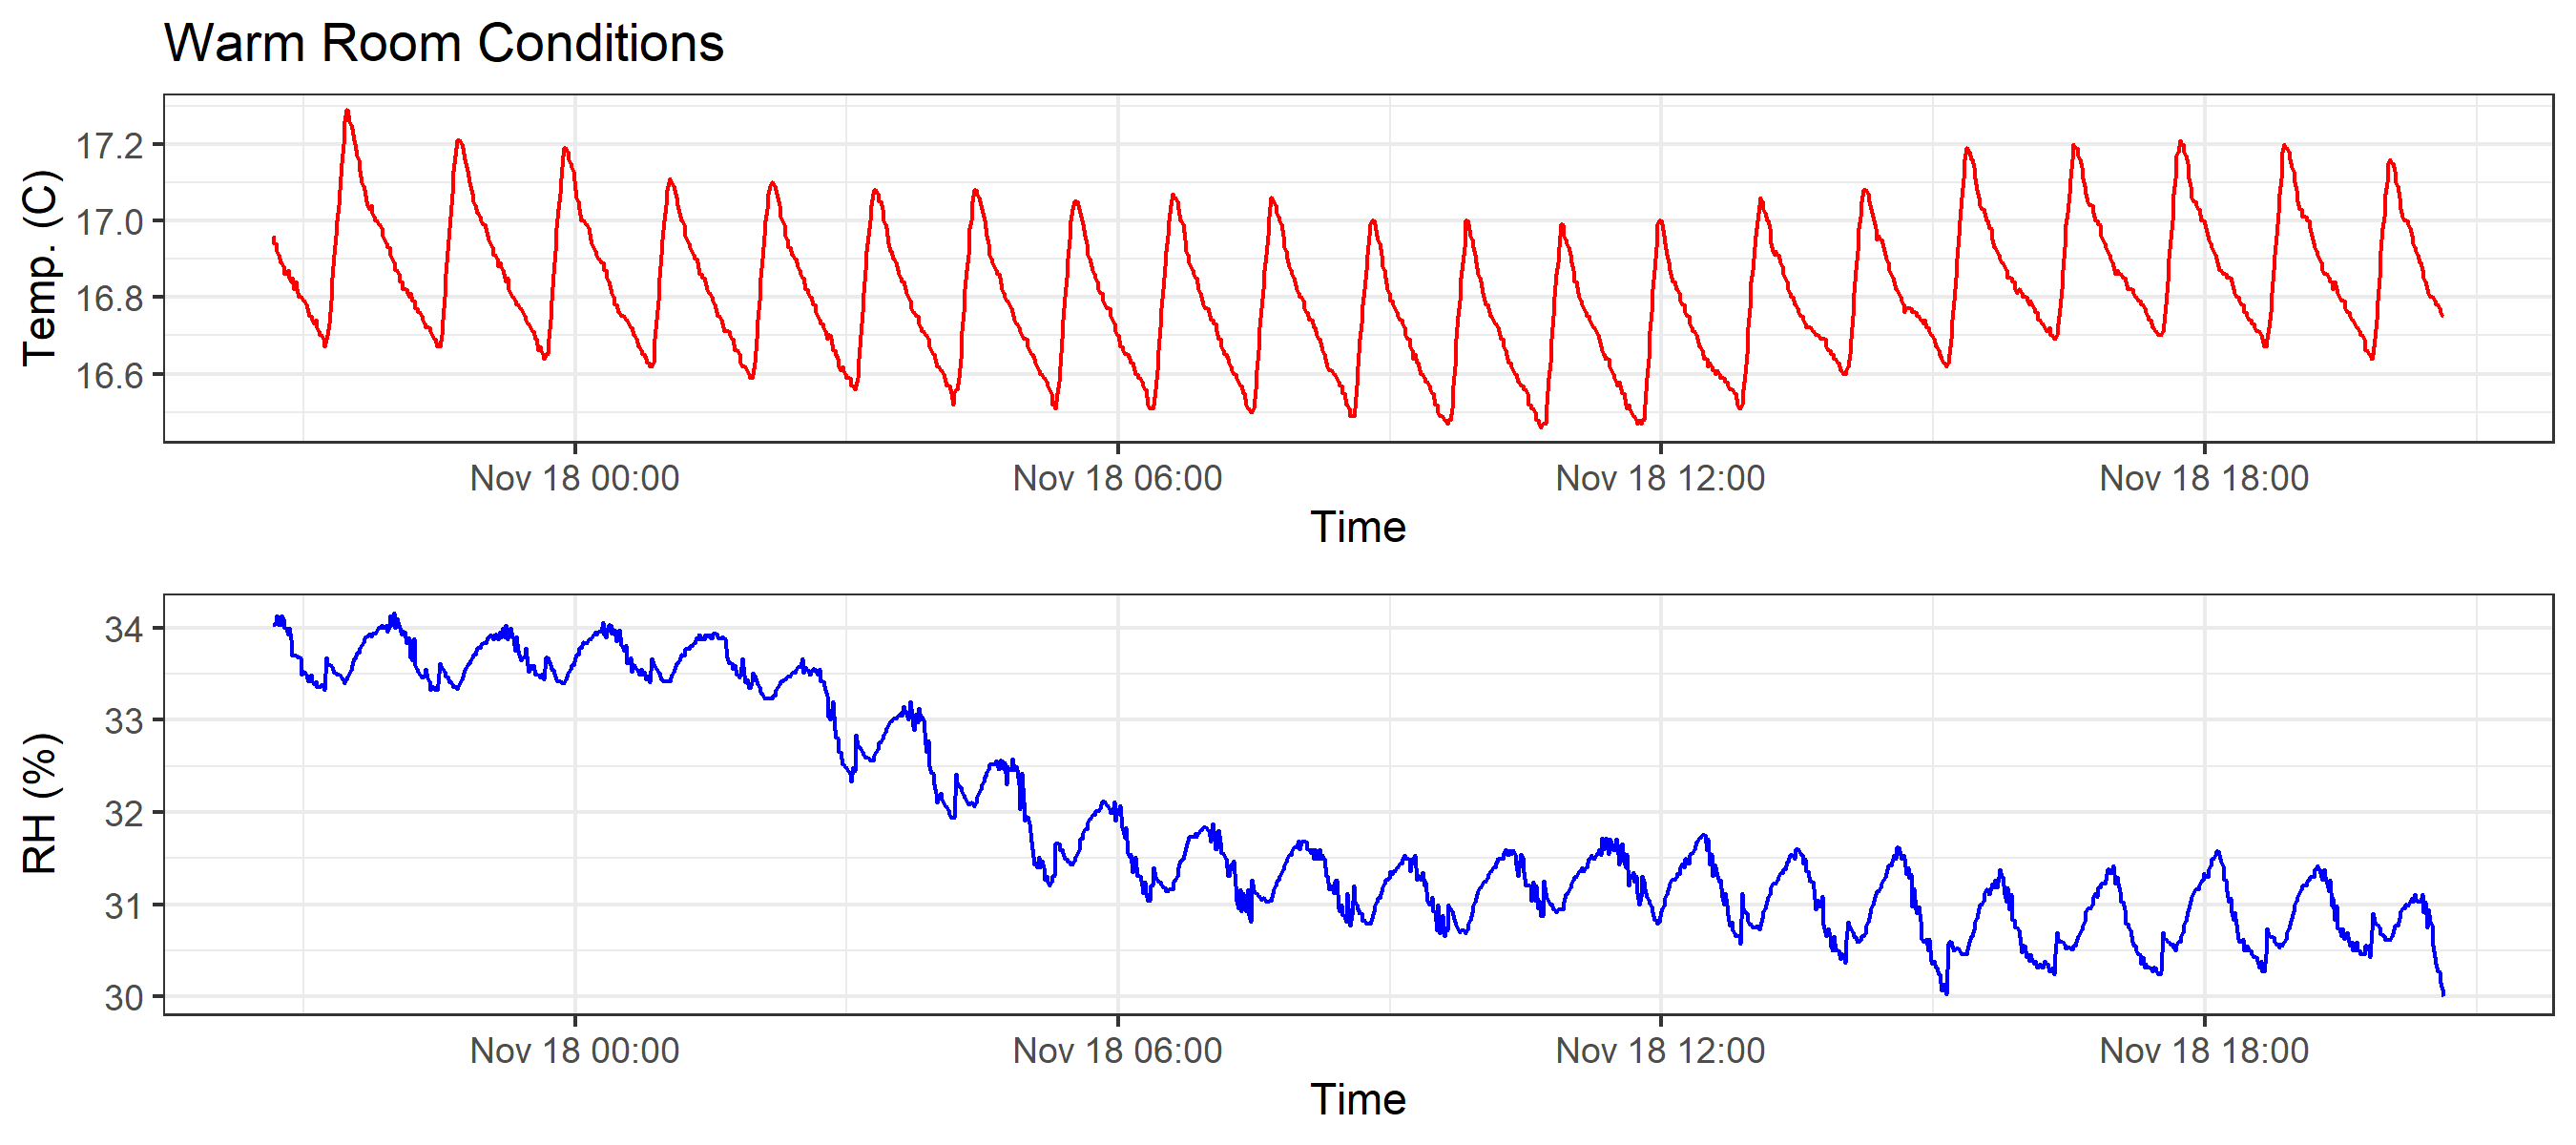 Warm Room Conditions
Temp. (C)
17.2
17.0
16.8
16.6
Nov 18 00:00 Nov 18 06:00 Nov 18 12:00 Nov 18 18:00
Time
RH (%)
34
33
32
31
30
Nov 18 00:00 Nov 18 06:00 Nov 18 12:00 Nov 18 18:00
Time